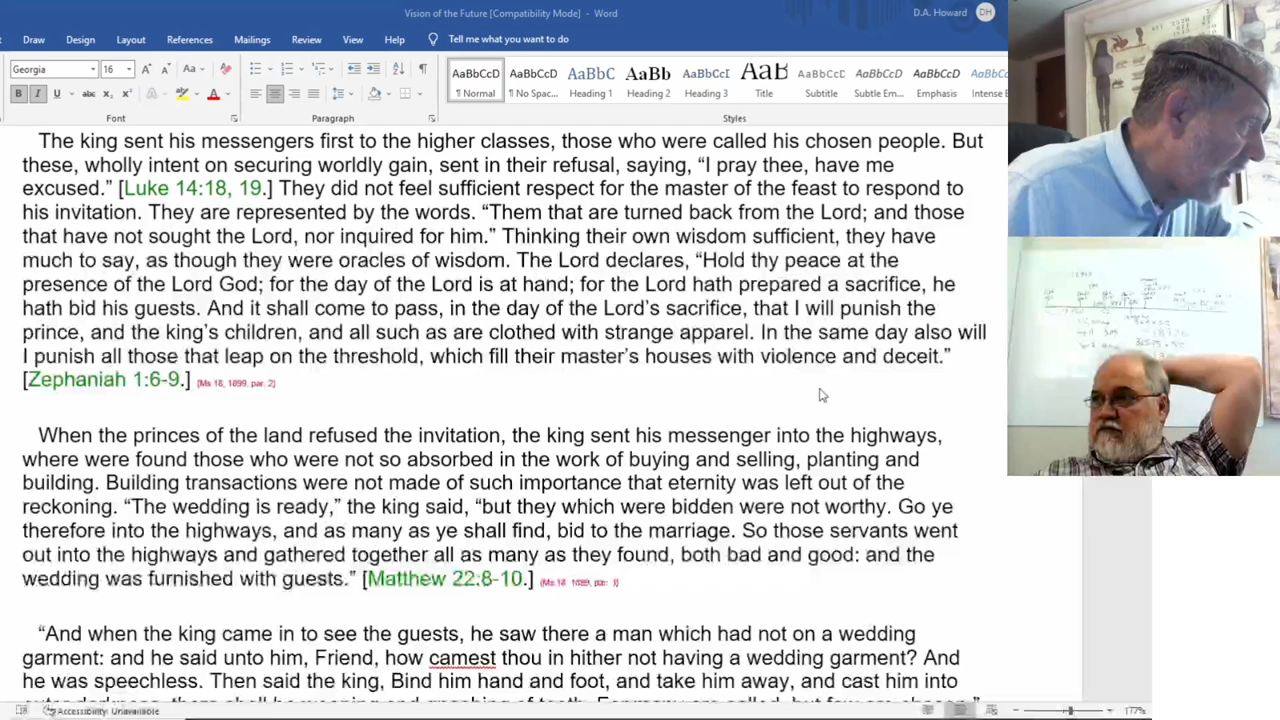 Vision of the Future [Compatibility Mode] - Word
D.A. Howard DH
Draw Design Layout References Mailings Review View Help Tell me what you want to do
Georgia 16 Aa
AaBbCcD AaBbCcD AaBbC AaBb AaBbCcD AaB AaBbCcD AaBbCcD AaBbCcD AaBbCc
¶ Normal ¶ No Spac... Heading 1 Heading 2 Heading 3 Title Subtitle Subtle Em... Emphasis Intense E
Font Paragraph Styles
The king sent his messengers first to the higher classes, those who were called his chosen people. But
these, wholly intent on securing worldly gain, sent in their refusal, saying, “I pray thee, have me
excused.” [Luke 14:18, 19.] They did not feel sufficient respect for the master of the feast to respond to
his invitation. They are represented by the words. “Them that are turned back from the Lord; and those
that have not sought the Lord, nor inquired for him.” Thinking their own wisdom sufficient, they have
much to say, as though they were oracles of wisdom. The Lord declares, “Hold thy peace at the
presence of the Lord God; for the day of the Lord is at hand; for the Lord hath prepared a sacrifice, he
hath bid his guests. And it shall come to pass, in the day of the Lord’s sacrifice, that I will punish the
prince, and the king’s children, and all such as are clothed with strange apparel. In the same day also will
I punish all those that leap on the threshold, which fill their master’s houses with violence and deceit.”
[Zephaniah 1:6-9.] {Ms 18, 1899, par. 2}
When the princes of the land refused the invitation, the king sent his messenger into the highways,
where were found those who were not so absorbed in the work of buying and selling, planting and
building. Building transactions were not made of such importance that eternity was left out of the
reckoning. “The wedding is ready,” the king said, “but they which were bidden were not worthy. Go ye
therefore into the highways, and as many as ye shall find, bid to the marriage. So those servants went
out into the highways and gathered together all as many as they found, both bad and good: and the
wedding was furnished with guests.” [Matthew 22:8-10.] {Ms 18, 1899, par.
“And when the king came in to see the guests, he saw there a man which had not on a wedding
garment: and he said unto him, Friend, how camest thou in hither not having a wedding garment? And
he was speechless. Then said the king, Bind him hand and foot, and take him away, and cast him into
Accessibility: Unavailable 177%